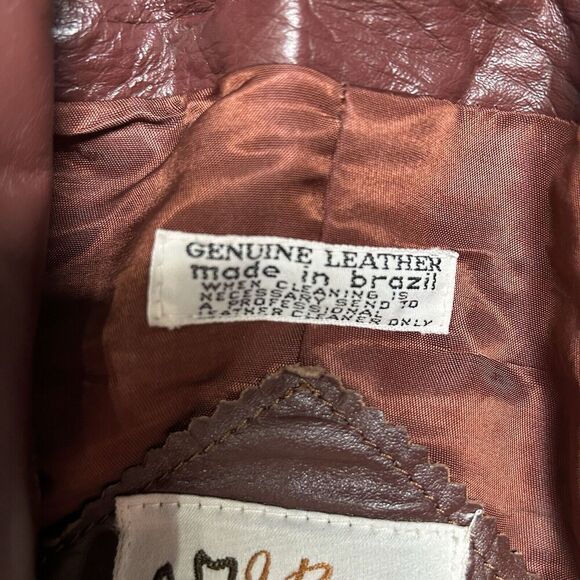 GENUINE LEATHER
made in brazil
WHEN CLEANING IS
NECESSARY SEND TO
A PROFESSIONAL
LEATHER CLEANER ONLY